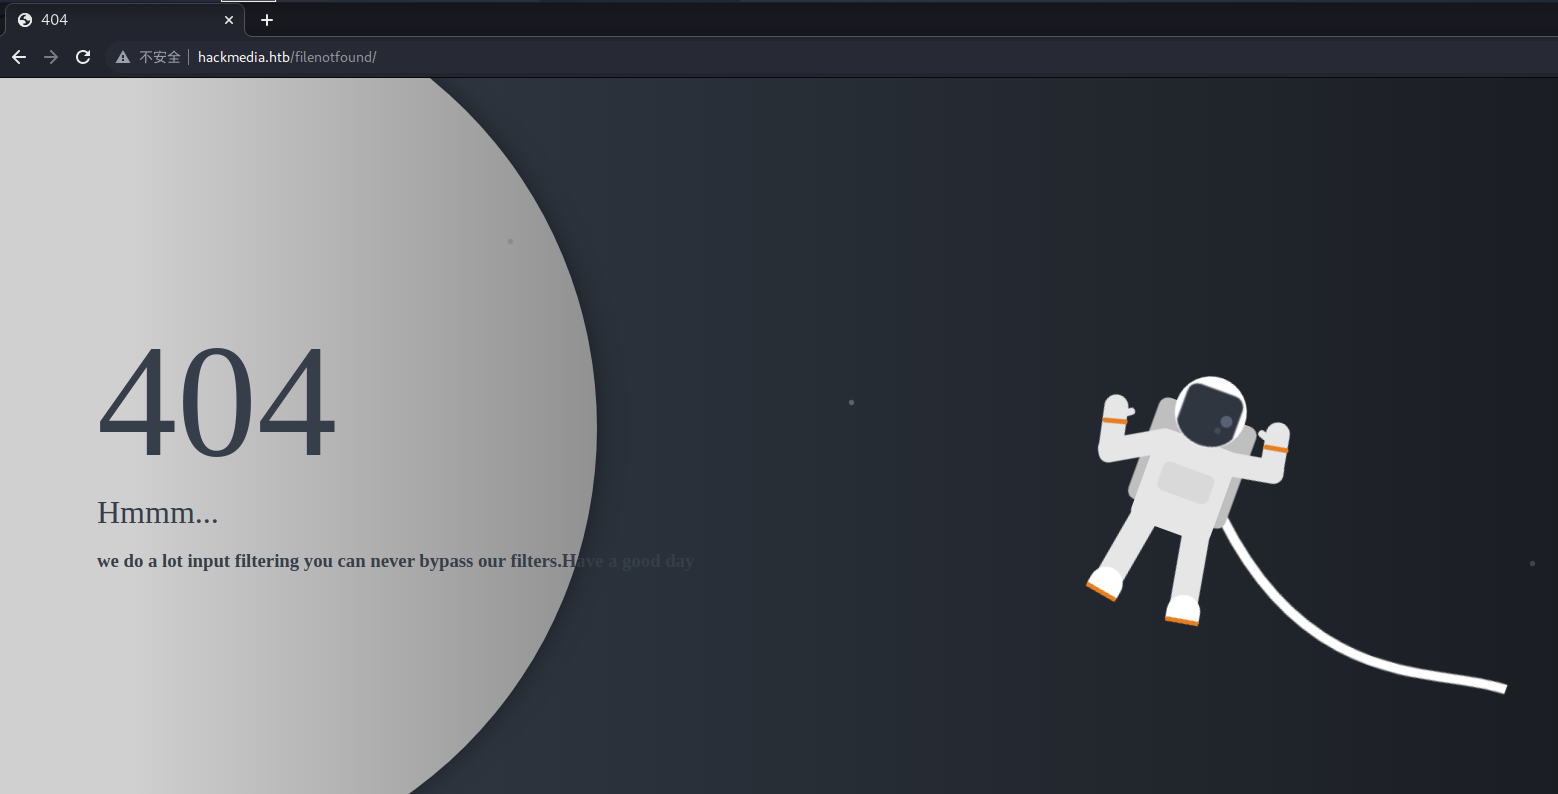 404
不安全 hackmedia.htb/filenotfound/
404
Hmmm...
we do a lot input filtering you can never bypass our filters.Have a good day